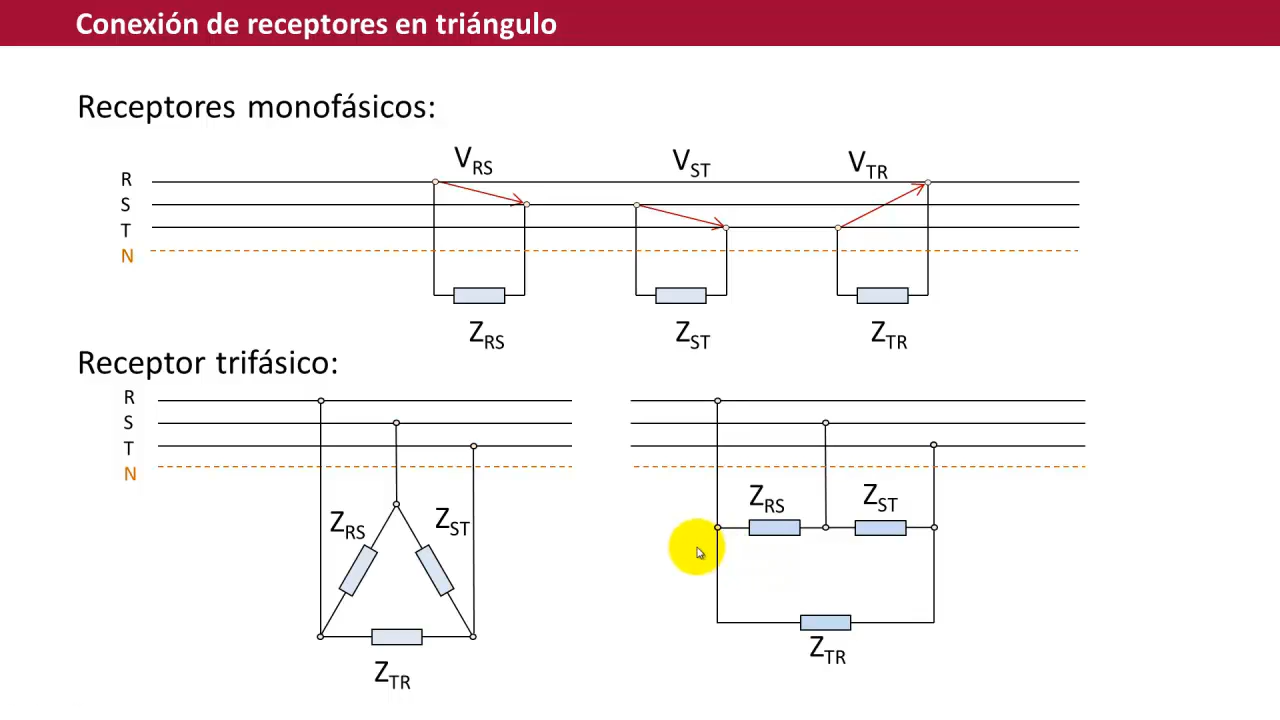 Conexión de receptores en triángulo
Receptores monofásicos:
V_RS V_ST V_TR
R
S
T
N
Z_RS Z_ST Z_TR
Receptor trifásico:
R
S
T
N
Z_RS Z_ST Z_RS Z_ST
Z_TR Z_TR